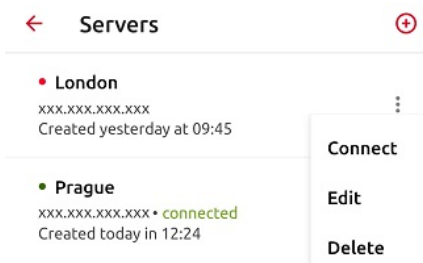 Servers
London
xxx.xxx.xxx.xxx
Created yesterday at 09:45
Connect
Edit
Delete
Prague
xxx.xxx.xxx.xxx • connected
Created today in 12:24